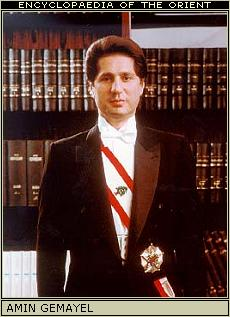 ENCYCLOPAEDIA OF THE ORIENT
AMIN GEMAYEL